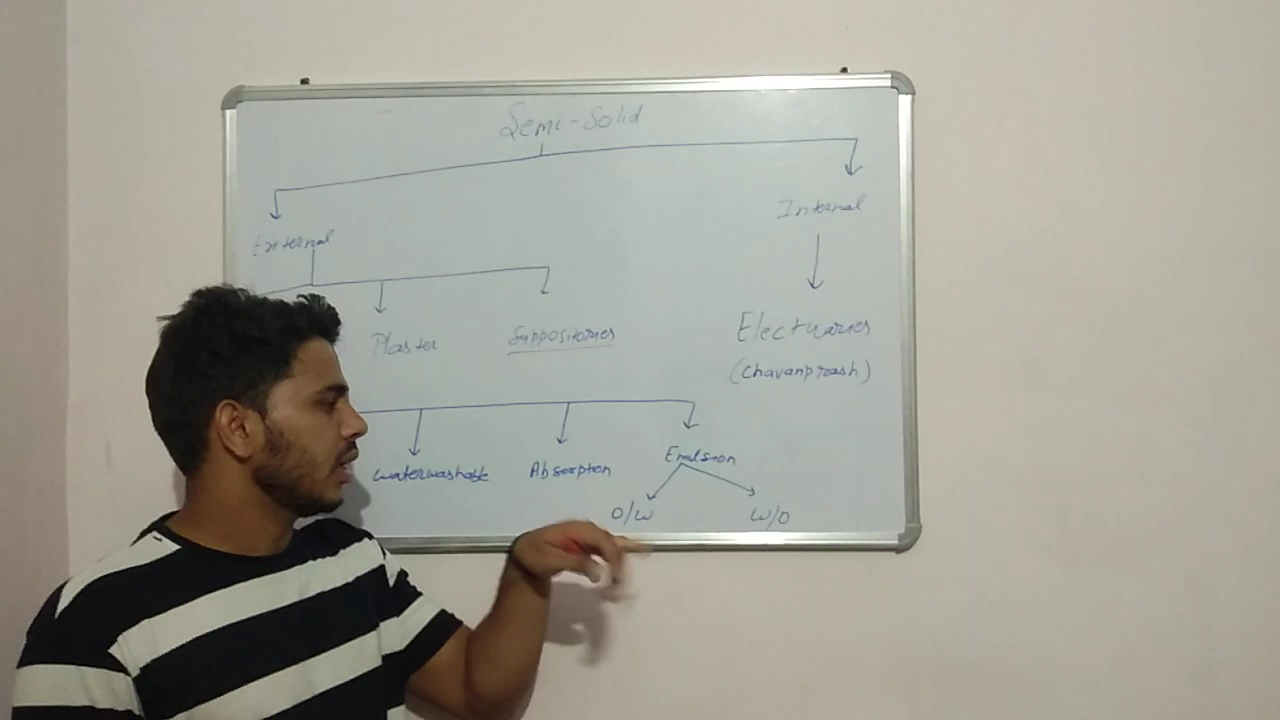 Semi-Solid
Internal
External
Plaster
Suppositories
Electuaries
(Chavanprash)
waterwashable
Absorption
Emulsion
O/W
W/O